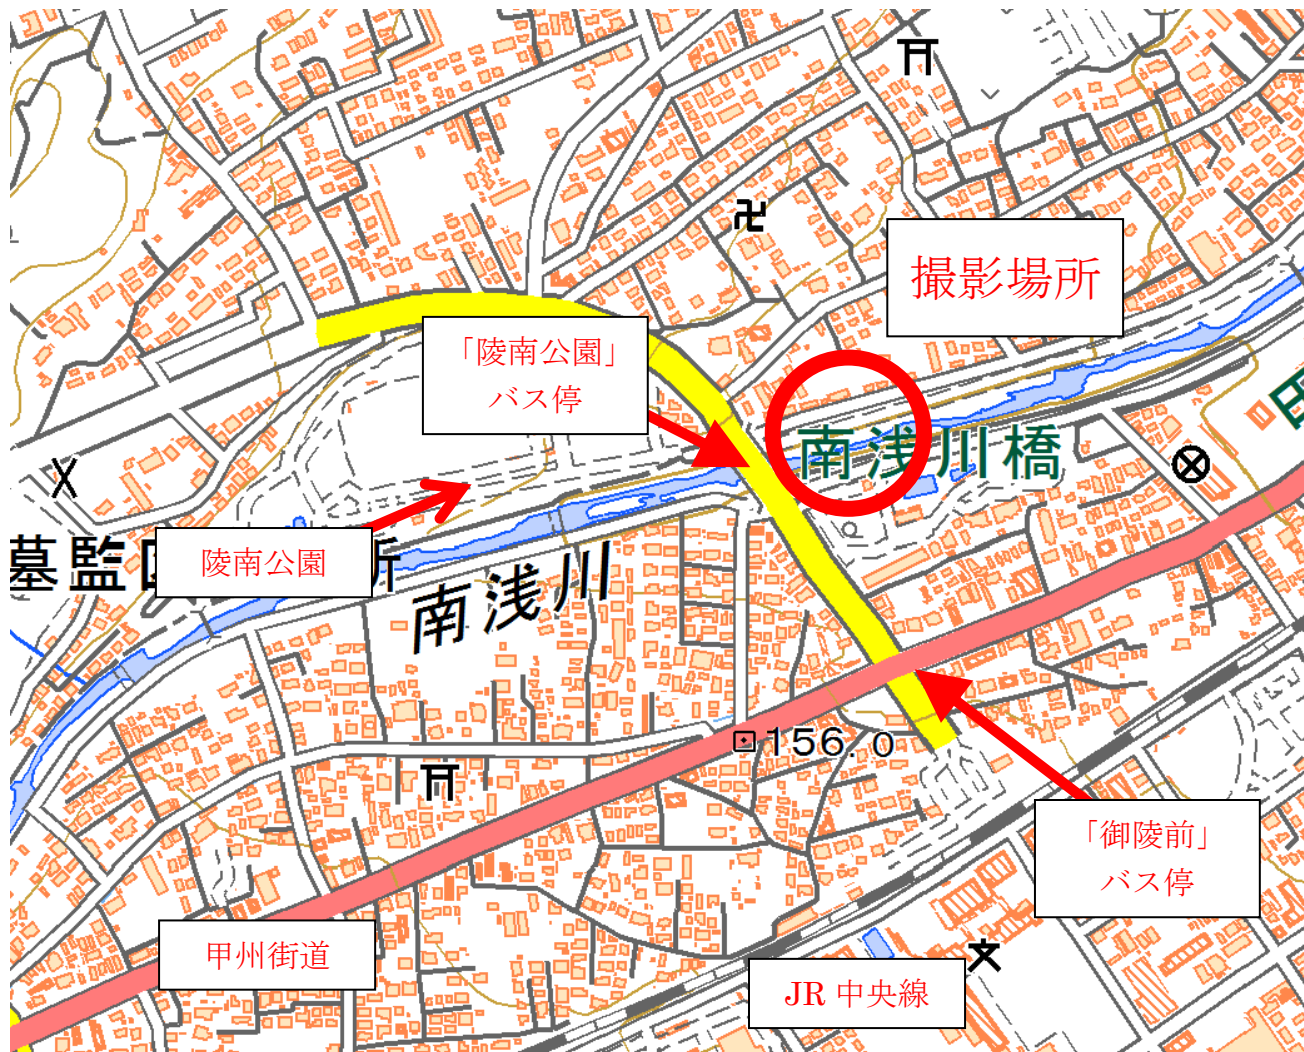 撮影場所
「陵南公園」
バス停
南浅川橋
陵南公園
墓監
所
南浅川
156.0
「御陵前」
バス停
甲州街道
JR 中央線